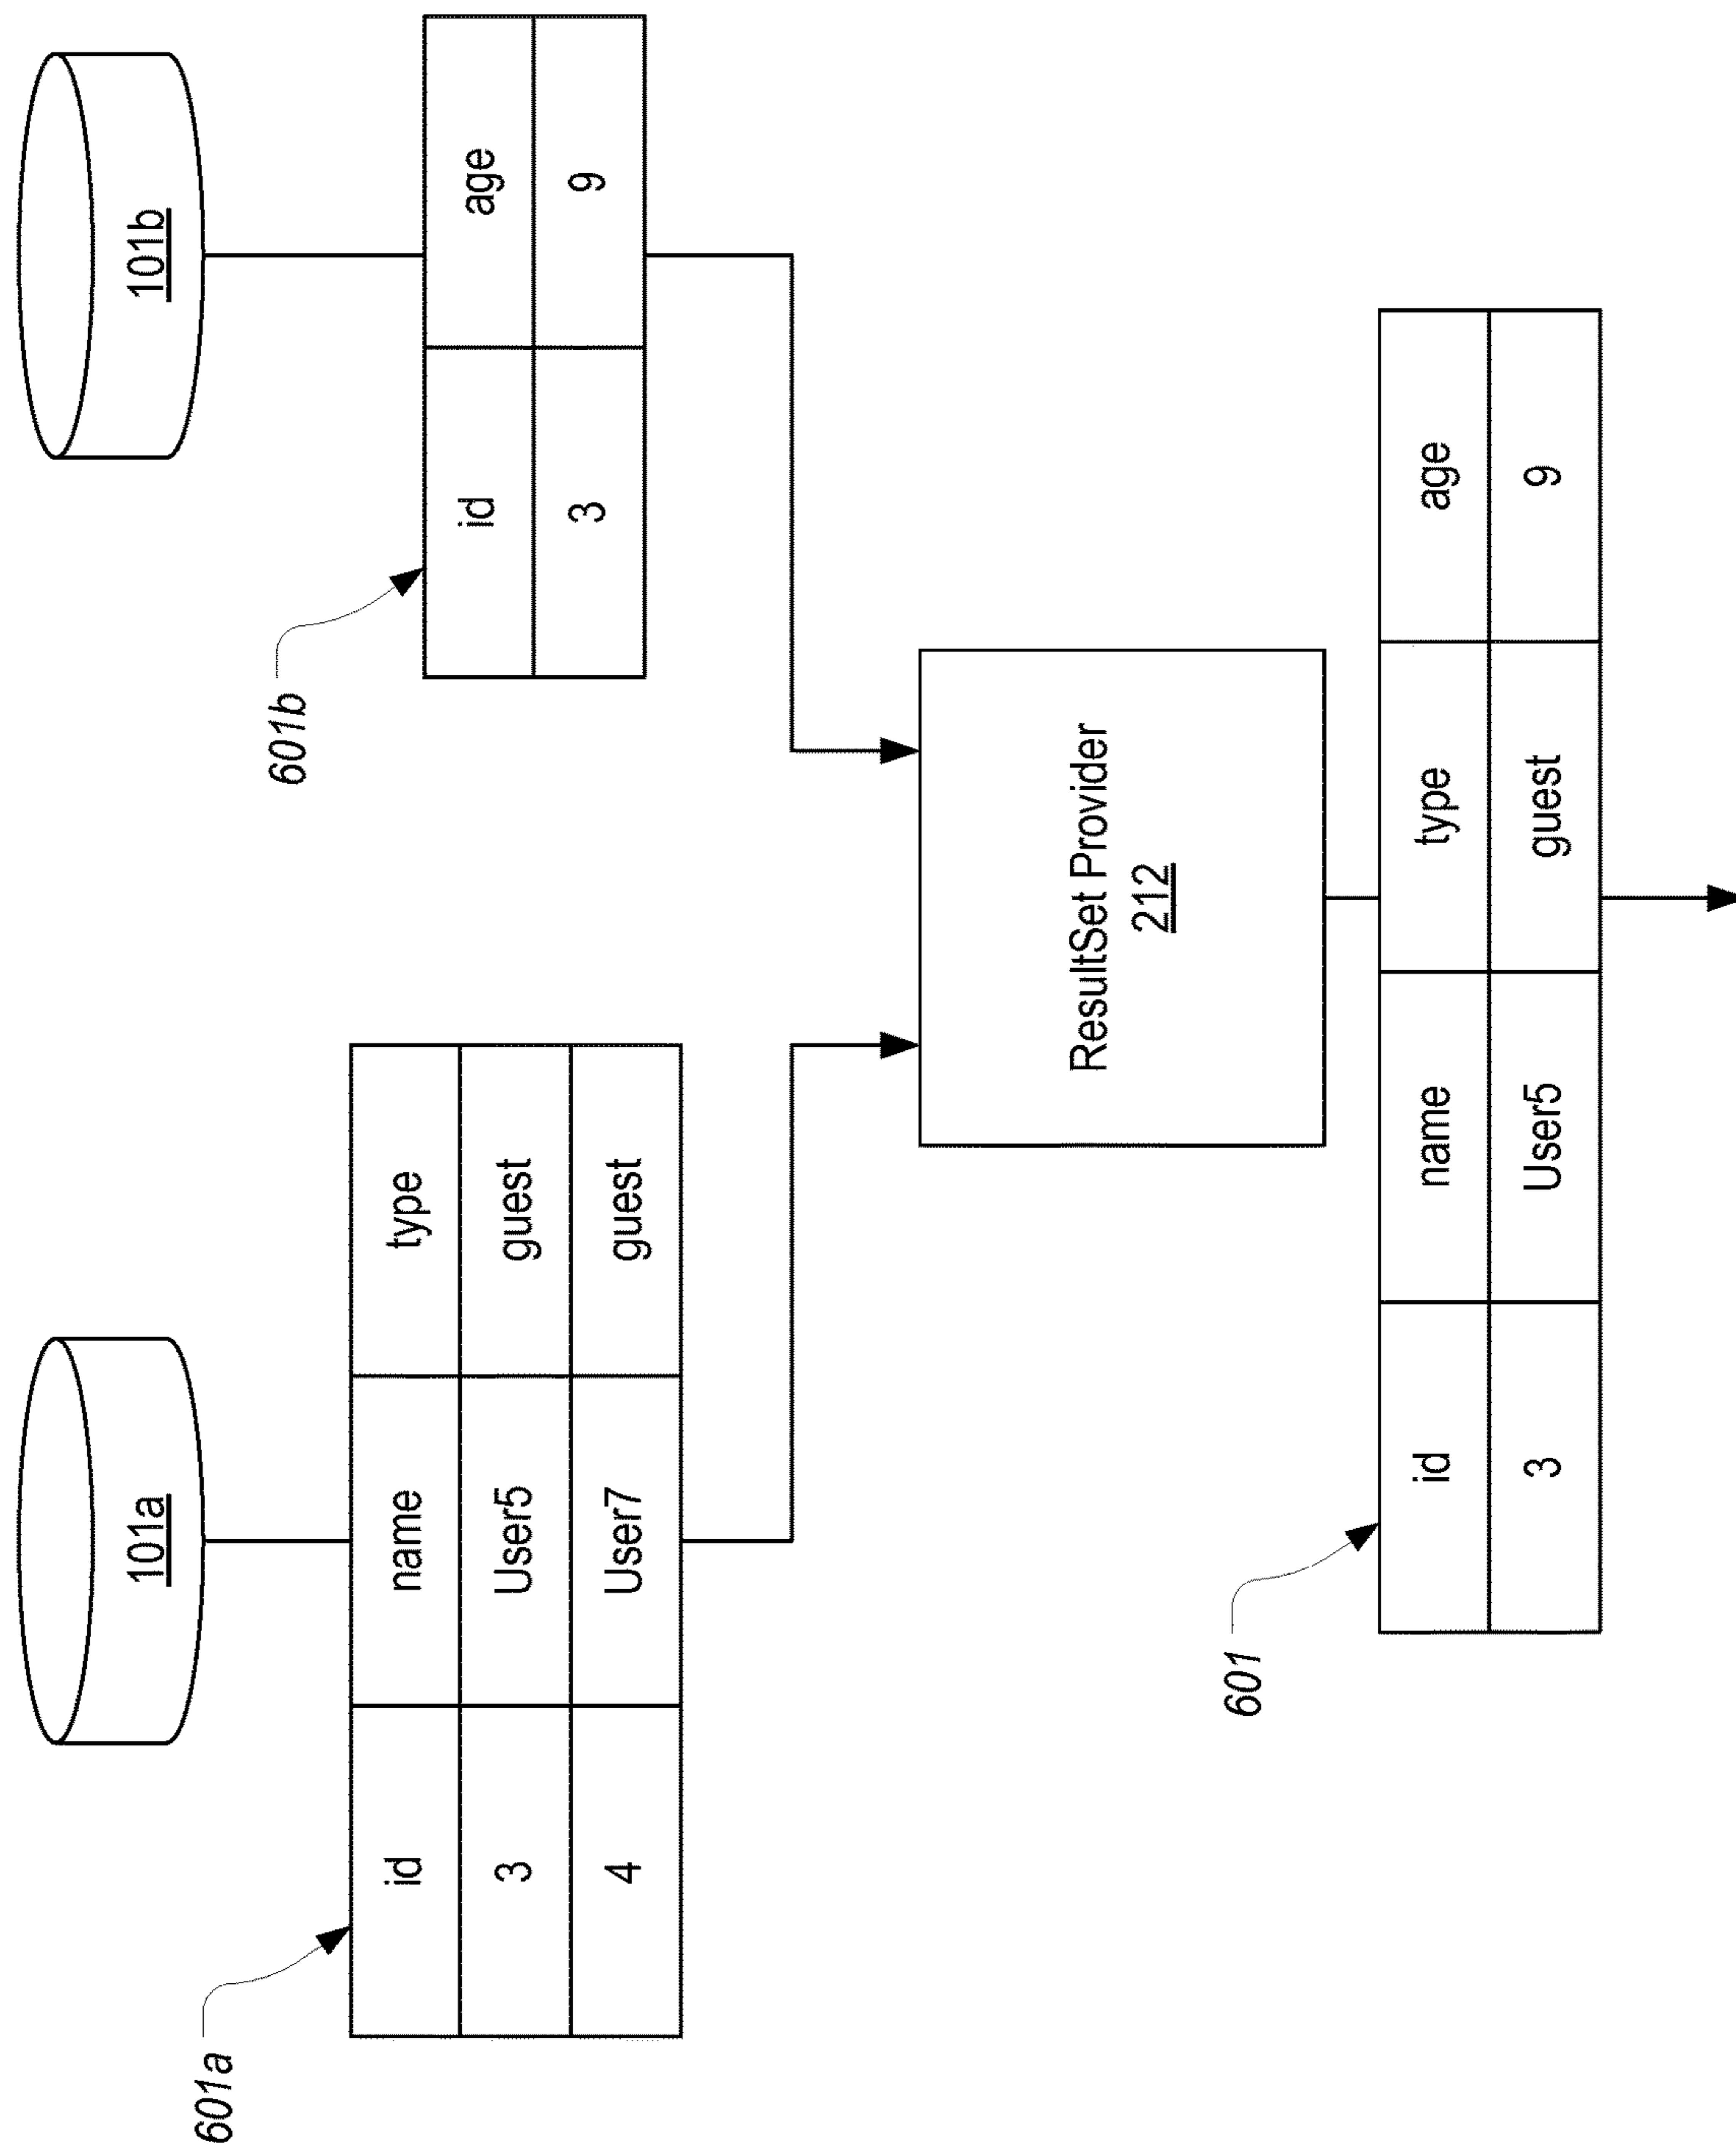 101a
101b
601a
id name type
3 User5 guest
4 User7 guest
601b
id age
3 9
ResultSet Provider
212
601
id name type age
3 User5 guest 9